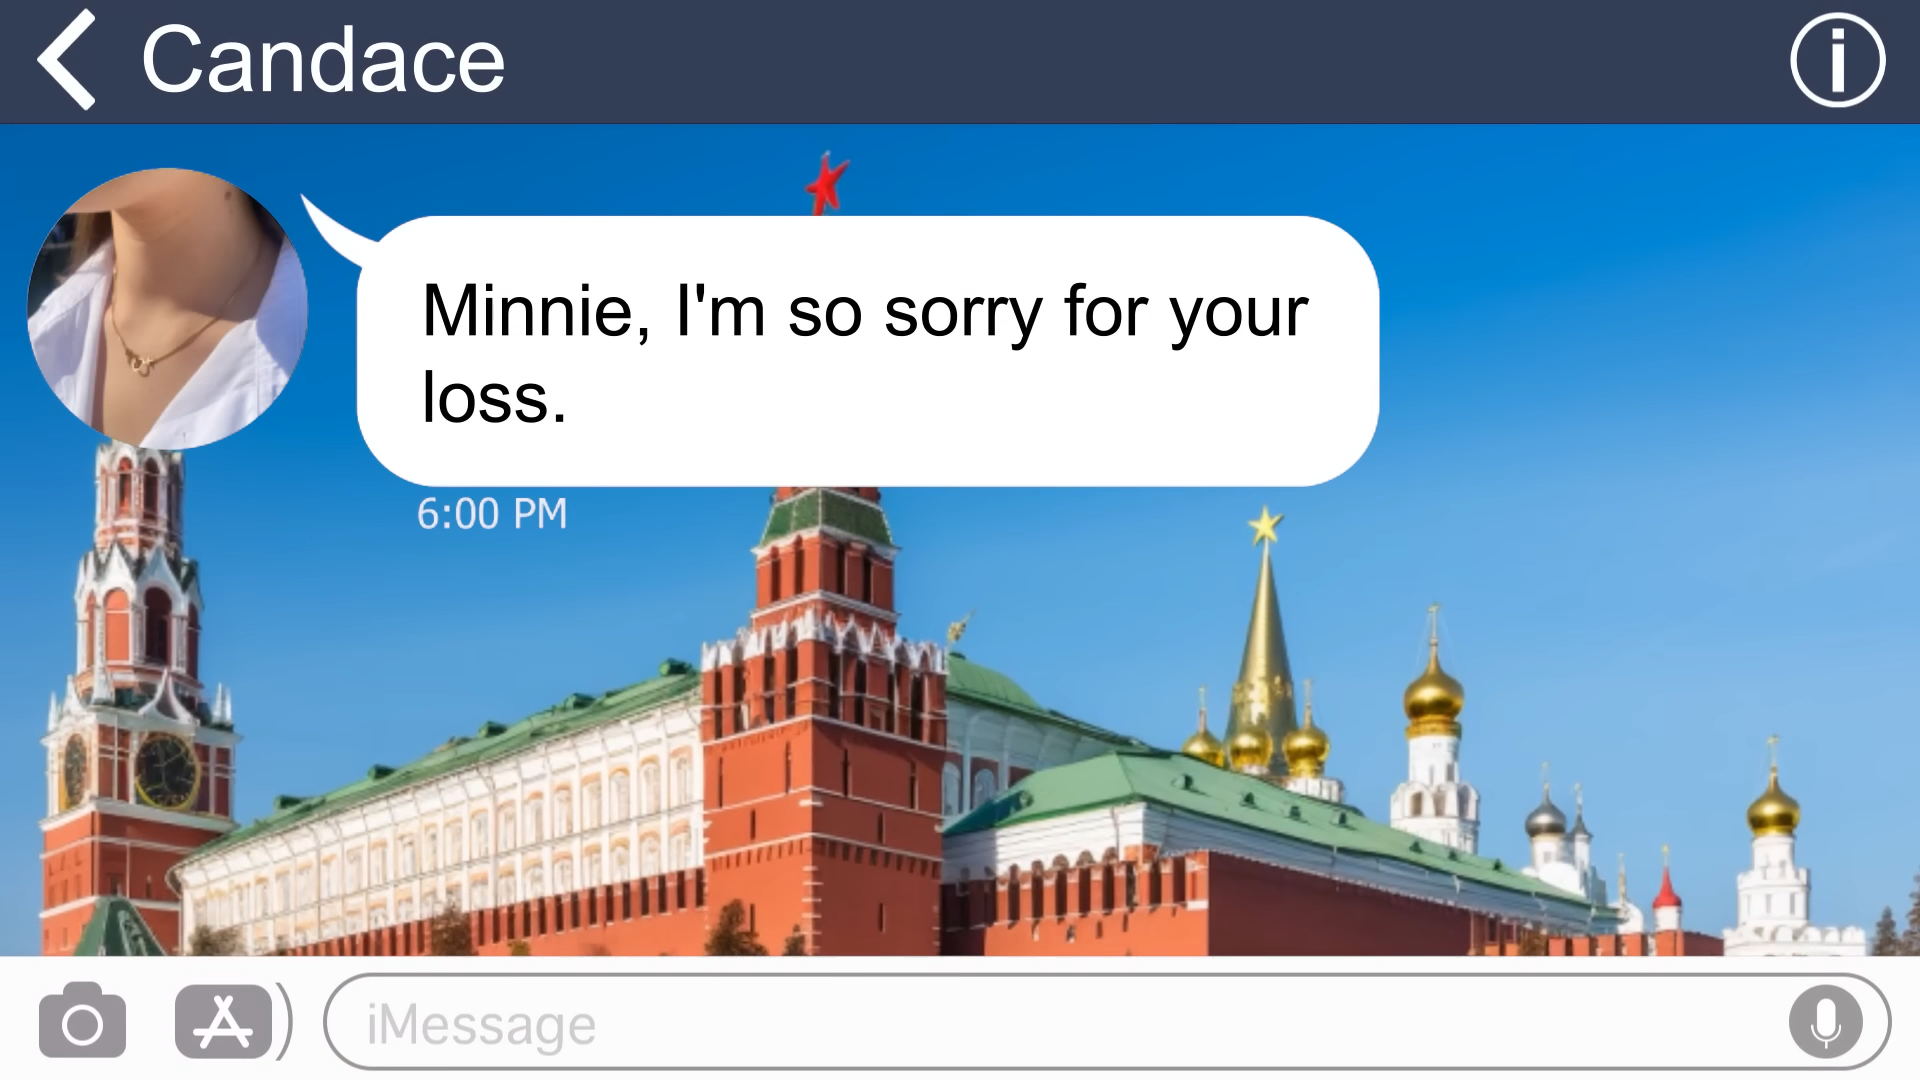 Candace
Minnie, I'm so sorry for your
loss.
6:00 PM
iMessage